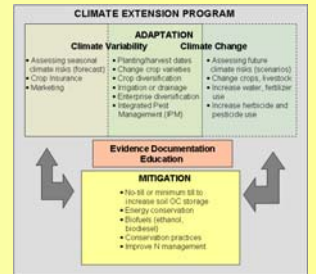 CLIMATE EXTENSION PROGRAM
ADAPTATION
Climate Variability
Climate Change
• Assessing seasonal
climate risks (forecast)
• Crop Insurance
• Marketing
• Planting/harvest dates
• Change crop varieties
• Crop diversification
• Irrigation or drainage
• Enterprise diversification
• Integrated Pest
Management (IPM)
• Assessing future
climate risks (scenarios)
• Change crops, livestock
• Increase water, fertilizer
use
• Increase herbicide and
pesticide use
Evidence Documentation
Education
MITIGATION
• No-till or minimum till to
increase soil OC storage
• Energy conservation
• Biofuels (ethanol,
biodiesel)
• Conservation practices
• Improve N management